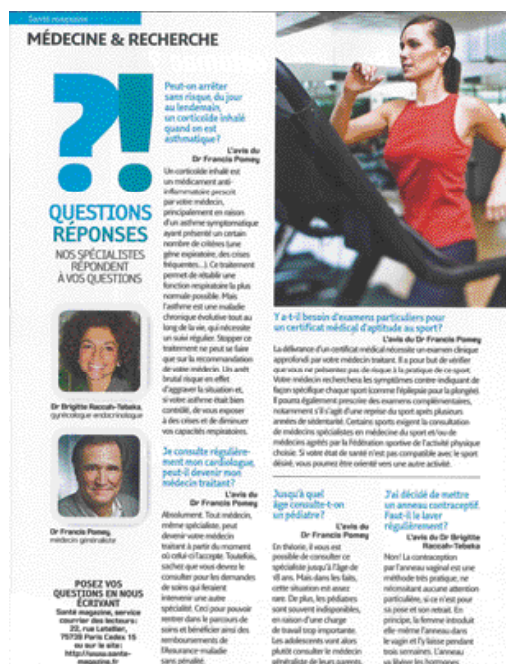 Santé magazine
MÉDECINE & RECHERCHE
?!
QUESTIONS
RÉPONSES
NOS SPÉCIALISTES
RÉPONDENT
À VOS QUESTIONS
Dr Brigitte Raccah-Tebeka,
gynécologue endocrinologue
Dr Francis Pomey,
médecin généraliste
POSEZ VOS
QUESTIONS EN NOUS
ÉCRIVANT
Santé magazine, service
courrier des lecteurs:
22, rue Letellier,
75739 Paris Cedex 15
ou sur le site:
http://www.sante-
magazine.fr
Peut-on arrêter
sans risque, du jour
au lendemain,
un corticoïde inhalé
quand on est
asthmatique?
L'avis du
Dr Francis Pomey
Un corticoïde inhalé est
un médicament anti-
inflammatoire prescrit
par votre médecin,
principalement en raison
d'un asthme symptomatique
ayant présenté un certain
nombre de critères (une
gêne expiratoire, des crises
fréquentes...). Ce traitement
permet de rétablir une
fonction respiratoire la plus
normale possible. Mais
l'asthme est une maladie
chronique évolutive tout au
long de la vie, qui nécessite
un suivi régulier. Stopper ce
traitement ne peut se faire
que sur la recommandation
de votre médecin. Un arrêt
brutal risque en effet
d'aggraver la situation et,
si votre asthme était bien
contrôlé, de vous exposer
à des crises et de diminuer
vos capacités respiratoires.
Je consulte régulière-
ment mon cardiologue,
peut-il devenir mon
médecin traitant?
L'avis du
Dr Francis Pomey
Absolument. Tout médecin,
même spécialiste, peut
devenir votre médecin
traitant à partir du moment
où celui-ci l'accepte. Toutefois,
sachez que vous devrez le
consulter pour les demandes
de soins qui feraient
intervenir une autre
spécialité. Ceci pour pouvoir
rentrer dans le parcours de
soins et bénéficier ainsi des
remboursements de
l'Assurance-maladie
sans pénalité.
Y a-t-il besoin d'examens particuliers pour
un certificat médical d'aptitude au sport?
L'avis du Dr Francis Pomey
La délivrance d'un certificat médical nécessite un examen clinique
approfondi par votre médecin traitant. Il a pour but de vérifier
que vous ne présentez pas de risque à la pratique de ce sport.
Votre médecin recherchera les symptômes contre-indiquant de
façon spécifique chaque sport (comme l'épilepsie pour la plongée).
Il pourra également prescrire des examens complémentaires,
notamment s'il s'agit d'une reprise du sport après plusieurs
années de sédentarité. Certains sports exigent la consultation
de médecins spécialistes en médecine du sport et/ou de
médecins agréés par la Fédération sportive de l'activité physique
choisie. Si votre état de santé n'est pas compatible avec le sport
désiré, vous pourrez être orienté vers une autre activité.
Jusqu'à quel
âge consulte-t-on
un pédiatre?
L'avis du
Dr Francis Pomey
En théorie, il vous est
possible de consulter ce
spécialiste jusqu'à l'âge de
18 ans. Mais dans les faits,
cette situation est assez
rare. De plus, les pédiatres
sont souvent indisponibles,
en raison d'une charge
de travail trop importante.
Les adolescents vont alors
plutôt consulter le médecin
généraliste de leurs parents.
J'ai décidé de mettre
un anneau contraceptif.
Faut-il le laver
régulièrement?
L'avis du Dr Brigitte
Raccah-Tebeka
Non! La contraception
par l'anneau vaginal est une
méthode très pratique, ne
nécessitant aucune attention
particulière, si ce n'est pour
sa pose et son retrait. En
principe, la femme introduit
elle-même l'anneau dans
le vagin et l'y laisse pendant
trois semaines. L'anneau
va libérer les hormones